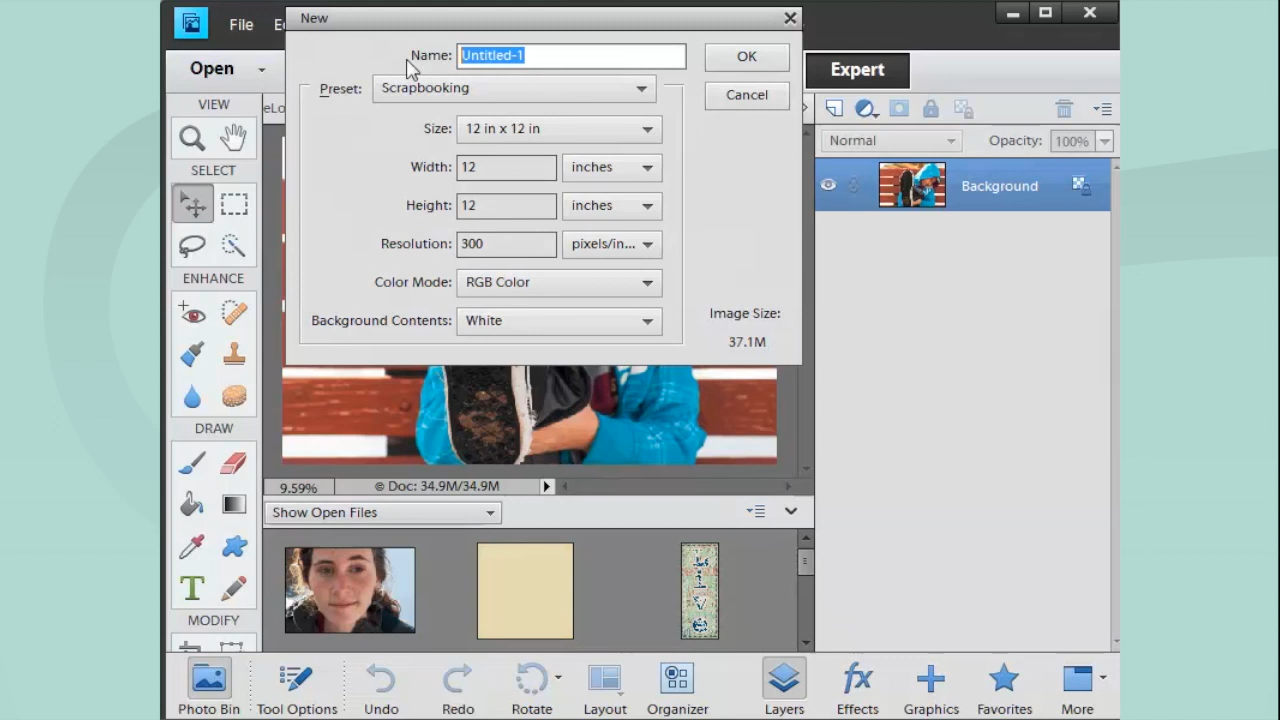 File
New
Open
Expert
Name: Untitled-1
OK
Preset: Scrapbooking
Cancel
Size: 12 in x 12 in
Width: 12 inches
Height: 12 inches
Resolution: 300 pixels/in...
Color Mode: RGB Color
Background Contents: White
Image Size:
37.1M
VIEW
SELECT
ENHANCE
DRAW
MODIFY
Normal
Opacity: 100%
Background
9.59%
Doc: 34.9M/34.9M
Show Open Files
Photo Bin
Tool Options
Undo
Redo
Rotate
Layout
Organizer
Layers
fx
Effects
Graphics
Favorites
More